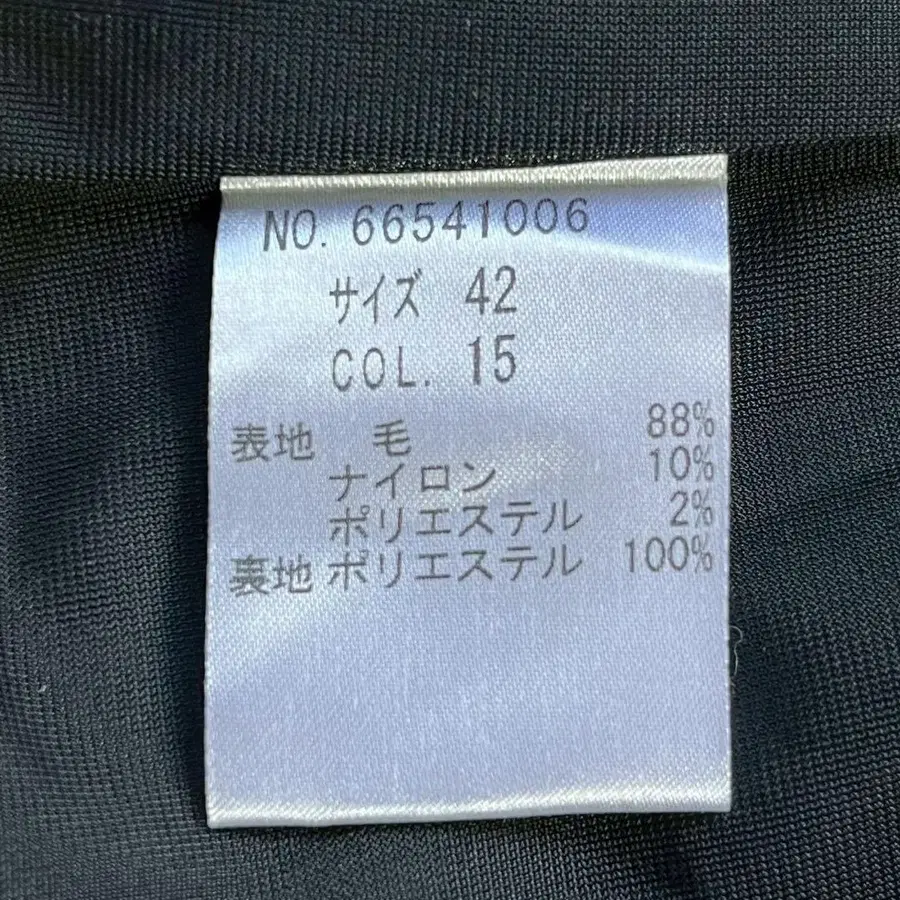 NO. 66541006
サイズ 42
COL. 15
表地 毛 88%
ナイロン 10%
ポリエステル 2%
裏地 ポリエステル 100%